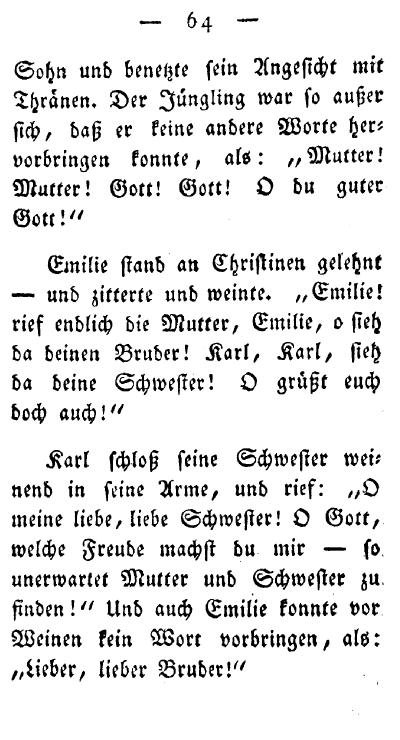 — 64 —
Sohn und benetzte sein Angesicht mit
Thränen. Der Jüngling war so außer
sich, daß er keine andere Worte her-
vorbringen konnte, als: „Mutter!
Mutter! Gott! Gott! O du guter
Gott!“
Emilie stand an Christinen gelehnt
— und zitterte und weinte. „Emilie!
rief endlich die Mutter, Emilie, o sieh
da deinen Bruder! Karl, Karl, sieh
da deine Schwester! O grüßt euch
doch auch!“
Karl schloß seine Schwester wei-
nend in seine Arme, und rief: „O
meine liebe, liebe Schwester! O Gott,
welche Freude machst du mir — so
unerwartet Mutter und Schwester zu
finden!“ Und auch Emilie konnte vor
Weinen kein Wort vorbringen, als:
„Lieber, lieber Bruder!“